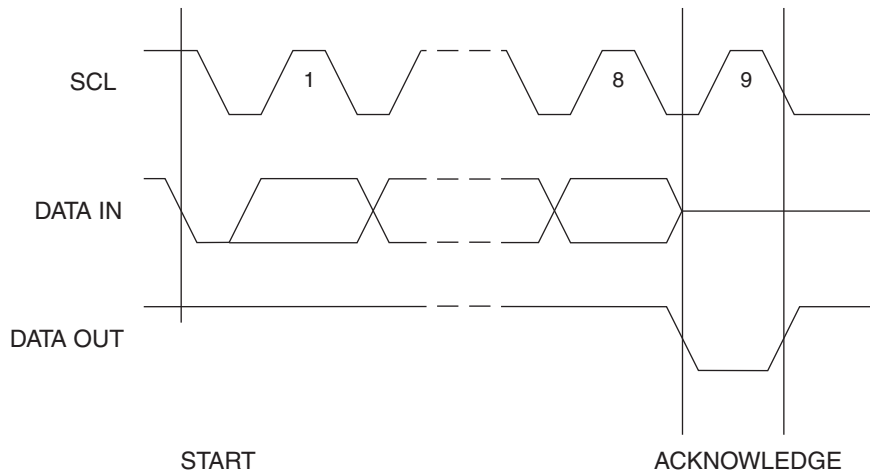 SCL
1
8
9
DATA IN
DATA OUT
START
ACKNOWLEDGE